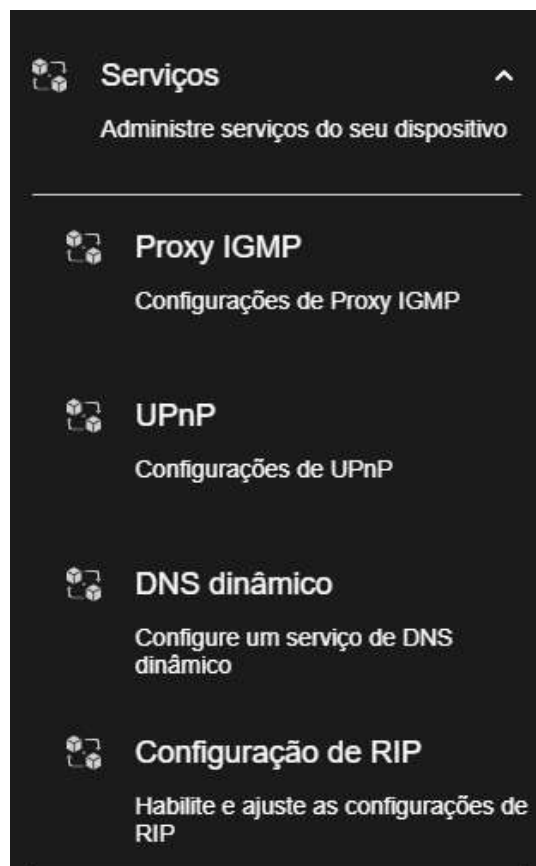 Serviços
Administre serviços do seu dispositivo
Proxy IGMP
Configurações de Proxy IGMP
UPnP
Configurações de UPnP
DNS dinâmico
Configure um serviço de DNS
dinâmico
Configuração de RIP
Habilite e ajuste as configurações de
RIP